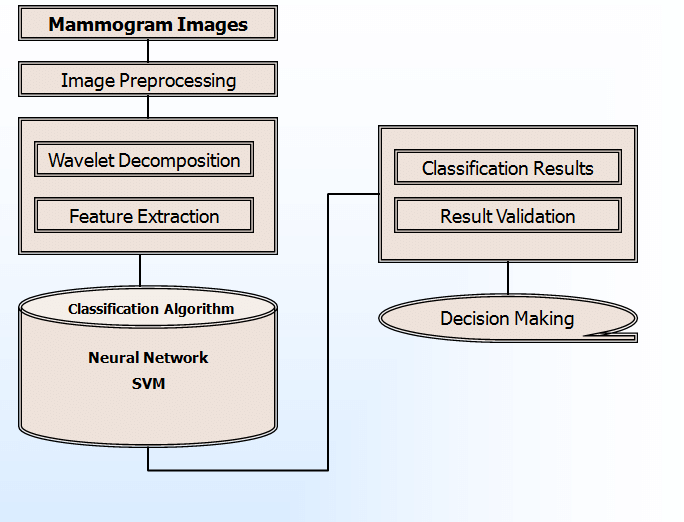 Mammogram Images
Image Preprocessing
Wavelet Decomposition
Feature Extraction
Classification Algorithm
Neural Network
SVM
Classification Results
Result Validation
Decision Making